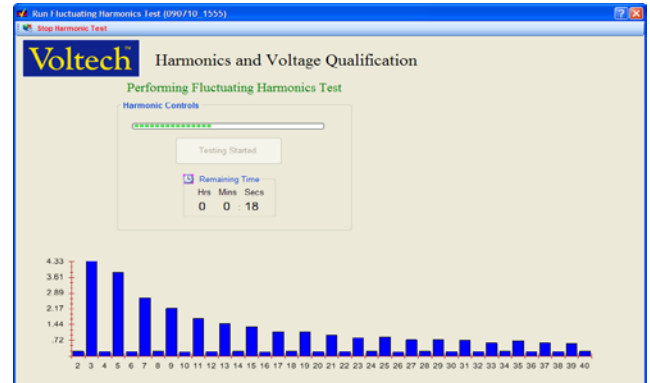 Run Fluctuating Harmonics Test (090710_1555)
Stop Harmonic Test
Voltech™ Harmonics and Voltage Qualification
Performing Fluctuating Harmonics Test
Harmonic Controls
Testing Started
Remaining Time
Hrs Mins Secs
0 0 : 18
4.33
3.61
2.89
2.17
1.44
.72
2 3 4 5 6 7 8 9 10 11 12 13 14 15 16 17 18 19 20 21 22 23 24 25 26 27 28 29 30 31 32 33 34 35 36 37 38 39 40